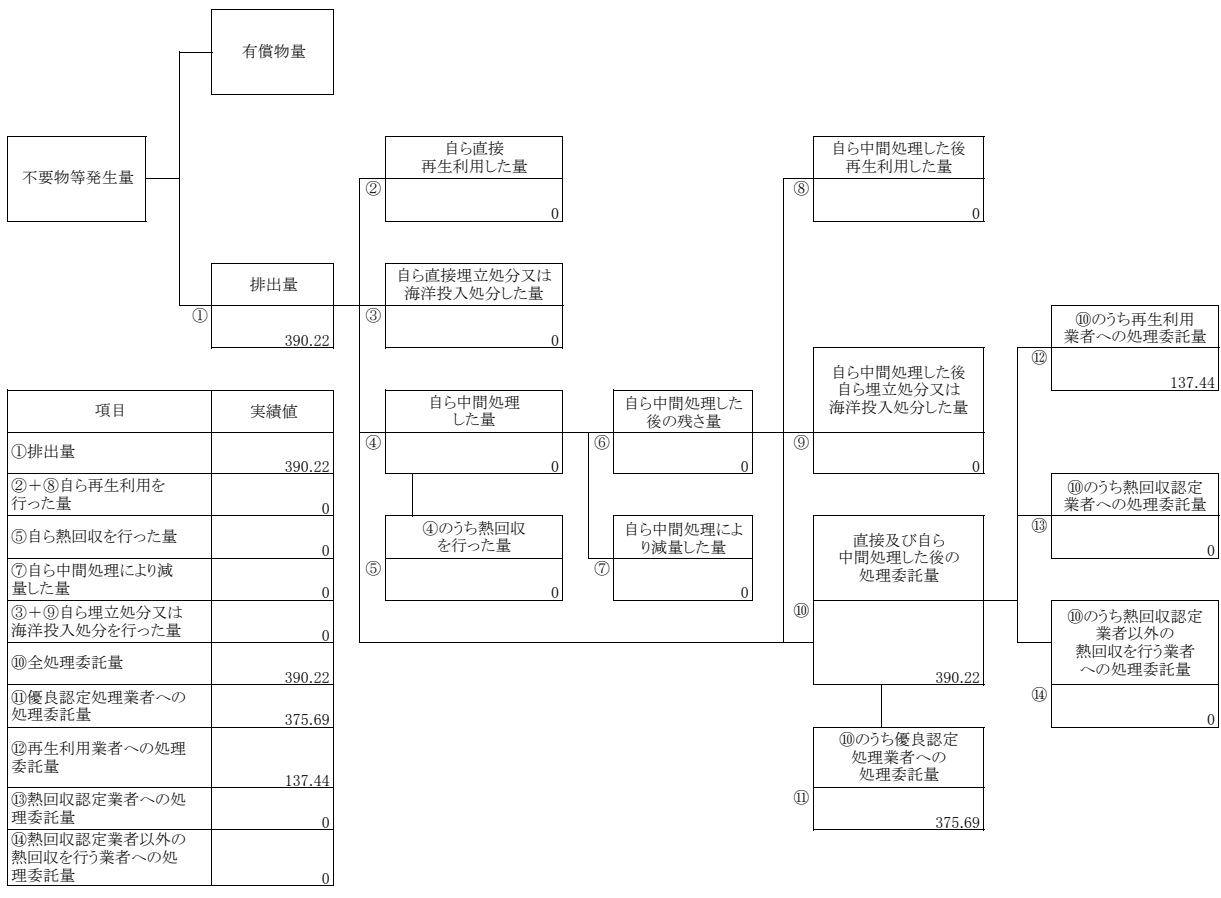 有償物量
不要物等発生量
排出量
①
390.22
自ら直接
再生利用した量
②
0
自ら直接埋立処分又は
海洋投入処分した量
③
0
自ら中間処理
した量
④
0
④のうち熱回収
を行った量
⑤
0
自ら中間処理した
後の残さ量
⑥
0
自ら中間処理によ
り減量した量
⑦
0
自ら中間処理した後
再生利用した量
⑧
0
自ら中間処理した後
自ら埋立処分又は
海洋投入処分した量
⑨
0
直接及び自ら
中間処理した後の
処理委託量
⑩
390.22
⑩のうち優良認定
処理業者への
処理委託量
⑪
375.69
⑩のうち再生利用
業者への処理委託量
⑫
137.44
⑩のうち熱回収認定
業者への処理委託量
⑬
0
⑩のうち熱回収認定
業者以外の
熱回収を行う業者
への処理委託量
⑭
0
項目 実績値
①排出量
390.22
②＋⑧自ら再生利用を
行った量
0
⑤自ら熱回収を行った量
0
⑦自ら中間処理により減
量した量
0
③＋⑨自ら埋立処分又は
海洋投入処分を行った量
0
⑩全処理委託量
390.22
⑪優良認定処理業者への
処理委託量
375.69
⑫再生利用業者への処理
委託量
137.44
⑬熱回収認定業者への処
理委託量
0
⑭熱回収認定業者以外の
熱回収を行う業者への処
理委託量
0